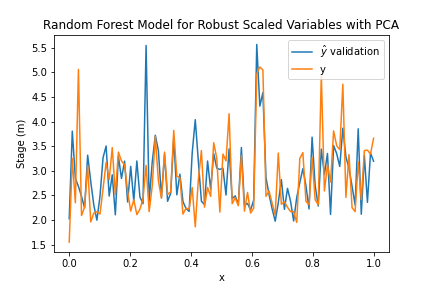 Random Forest Model for Robust Scaled Variables with PCA
5.5
5.0
4.5
4.0
3.5
3.0
2.5
2.0
1.5
Stage (m)
ŷ validation
y
0.0 0.2 0.4 0.6 0.8 1.0
x